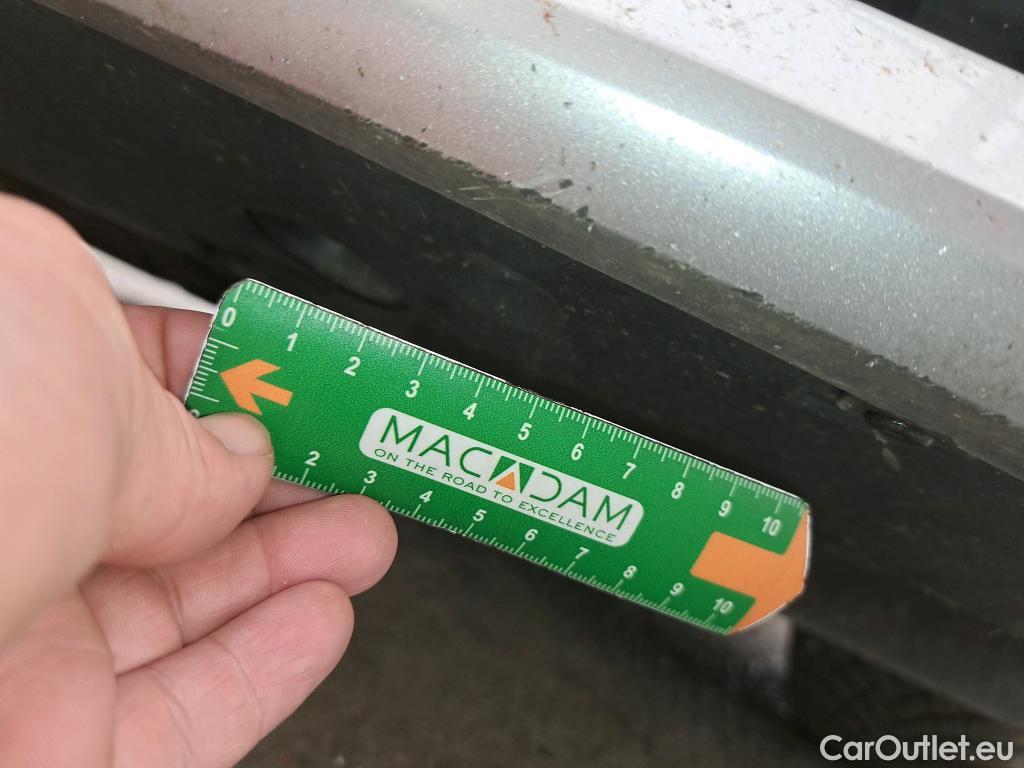 0 1 2 3 4 5 6 7 8 9 10
MACADAM
ON THE ROAD TO EXCELLENCE
2 3 4 5 6 7 8 9 10
CarOutlet.eu